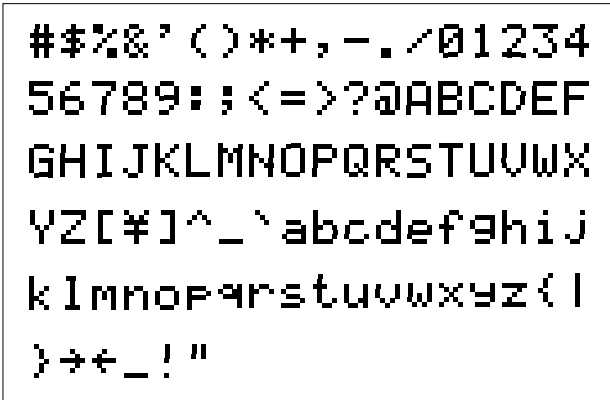 #$%&'()*+,-./01234
56789:;<=>?@ABCDEF
GHIJKLMNOPQRSTUVWX
YZ[¥]^_`abcdefghij
klmnopqrstuvwxyz{|
}→←_!"